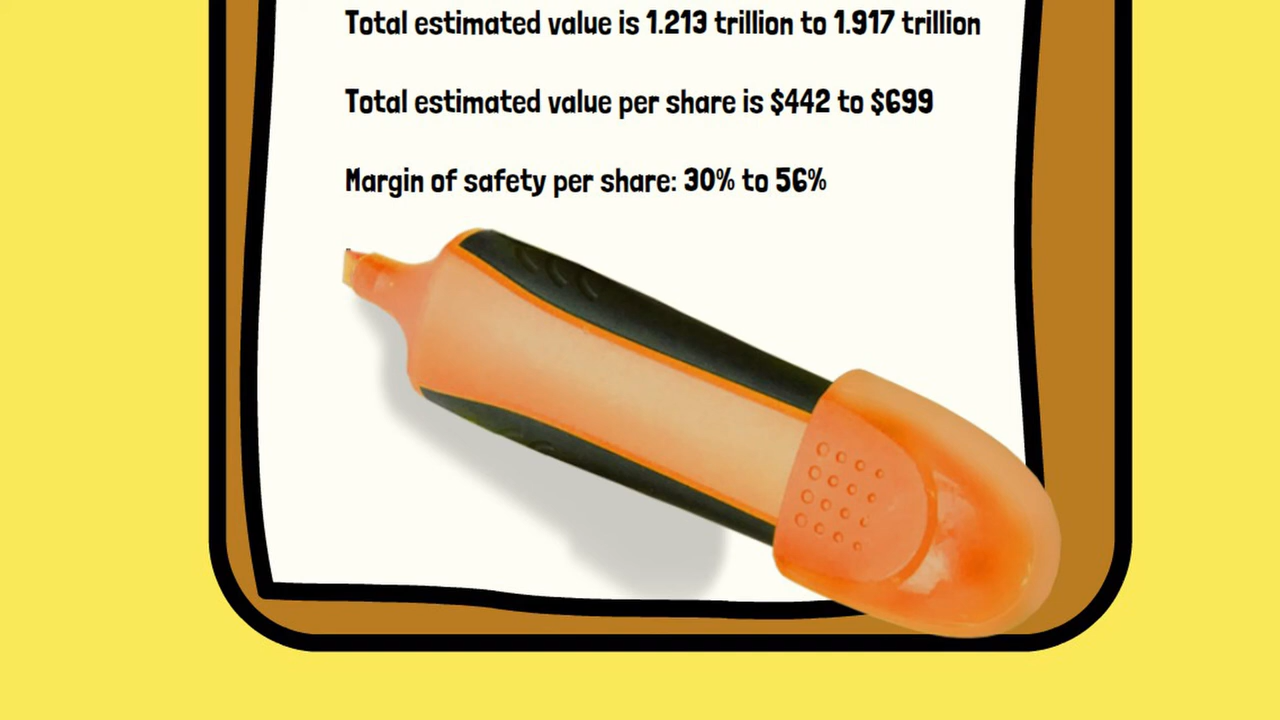 Total estimated value is 1.213 trillion to 1.917 trillion
Total estimated value per share is $442 to $699
Margin of safety per share: 30% to 56%